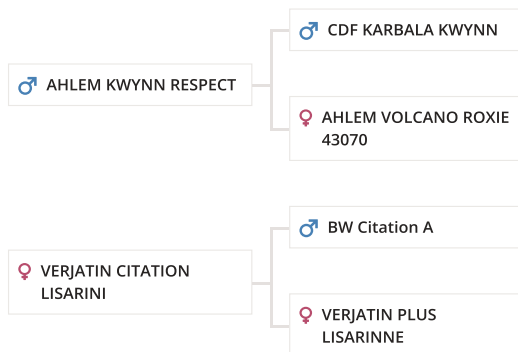 CDF KARBALA KWYNN
AHLEM KWYNN RESPECT
AHLEM VOLCANO ROXIE
43070
BW Citation A
VERJATIN CITATION
LISARINI
VERJATIN PLUS
LISARINNE